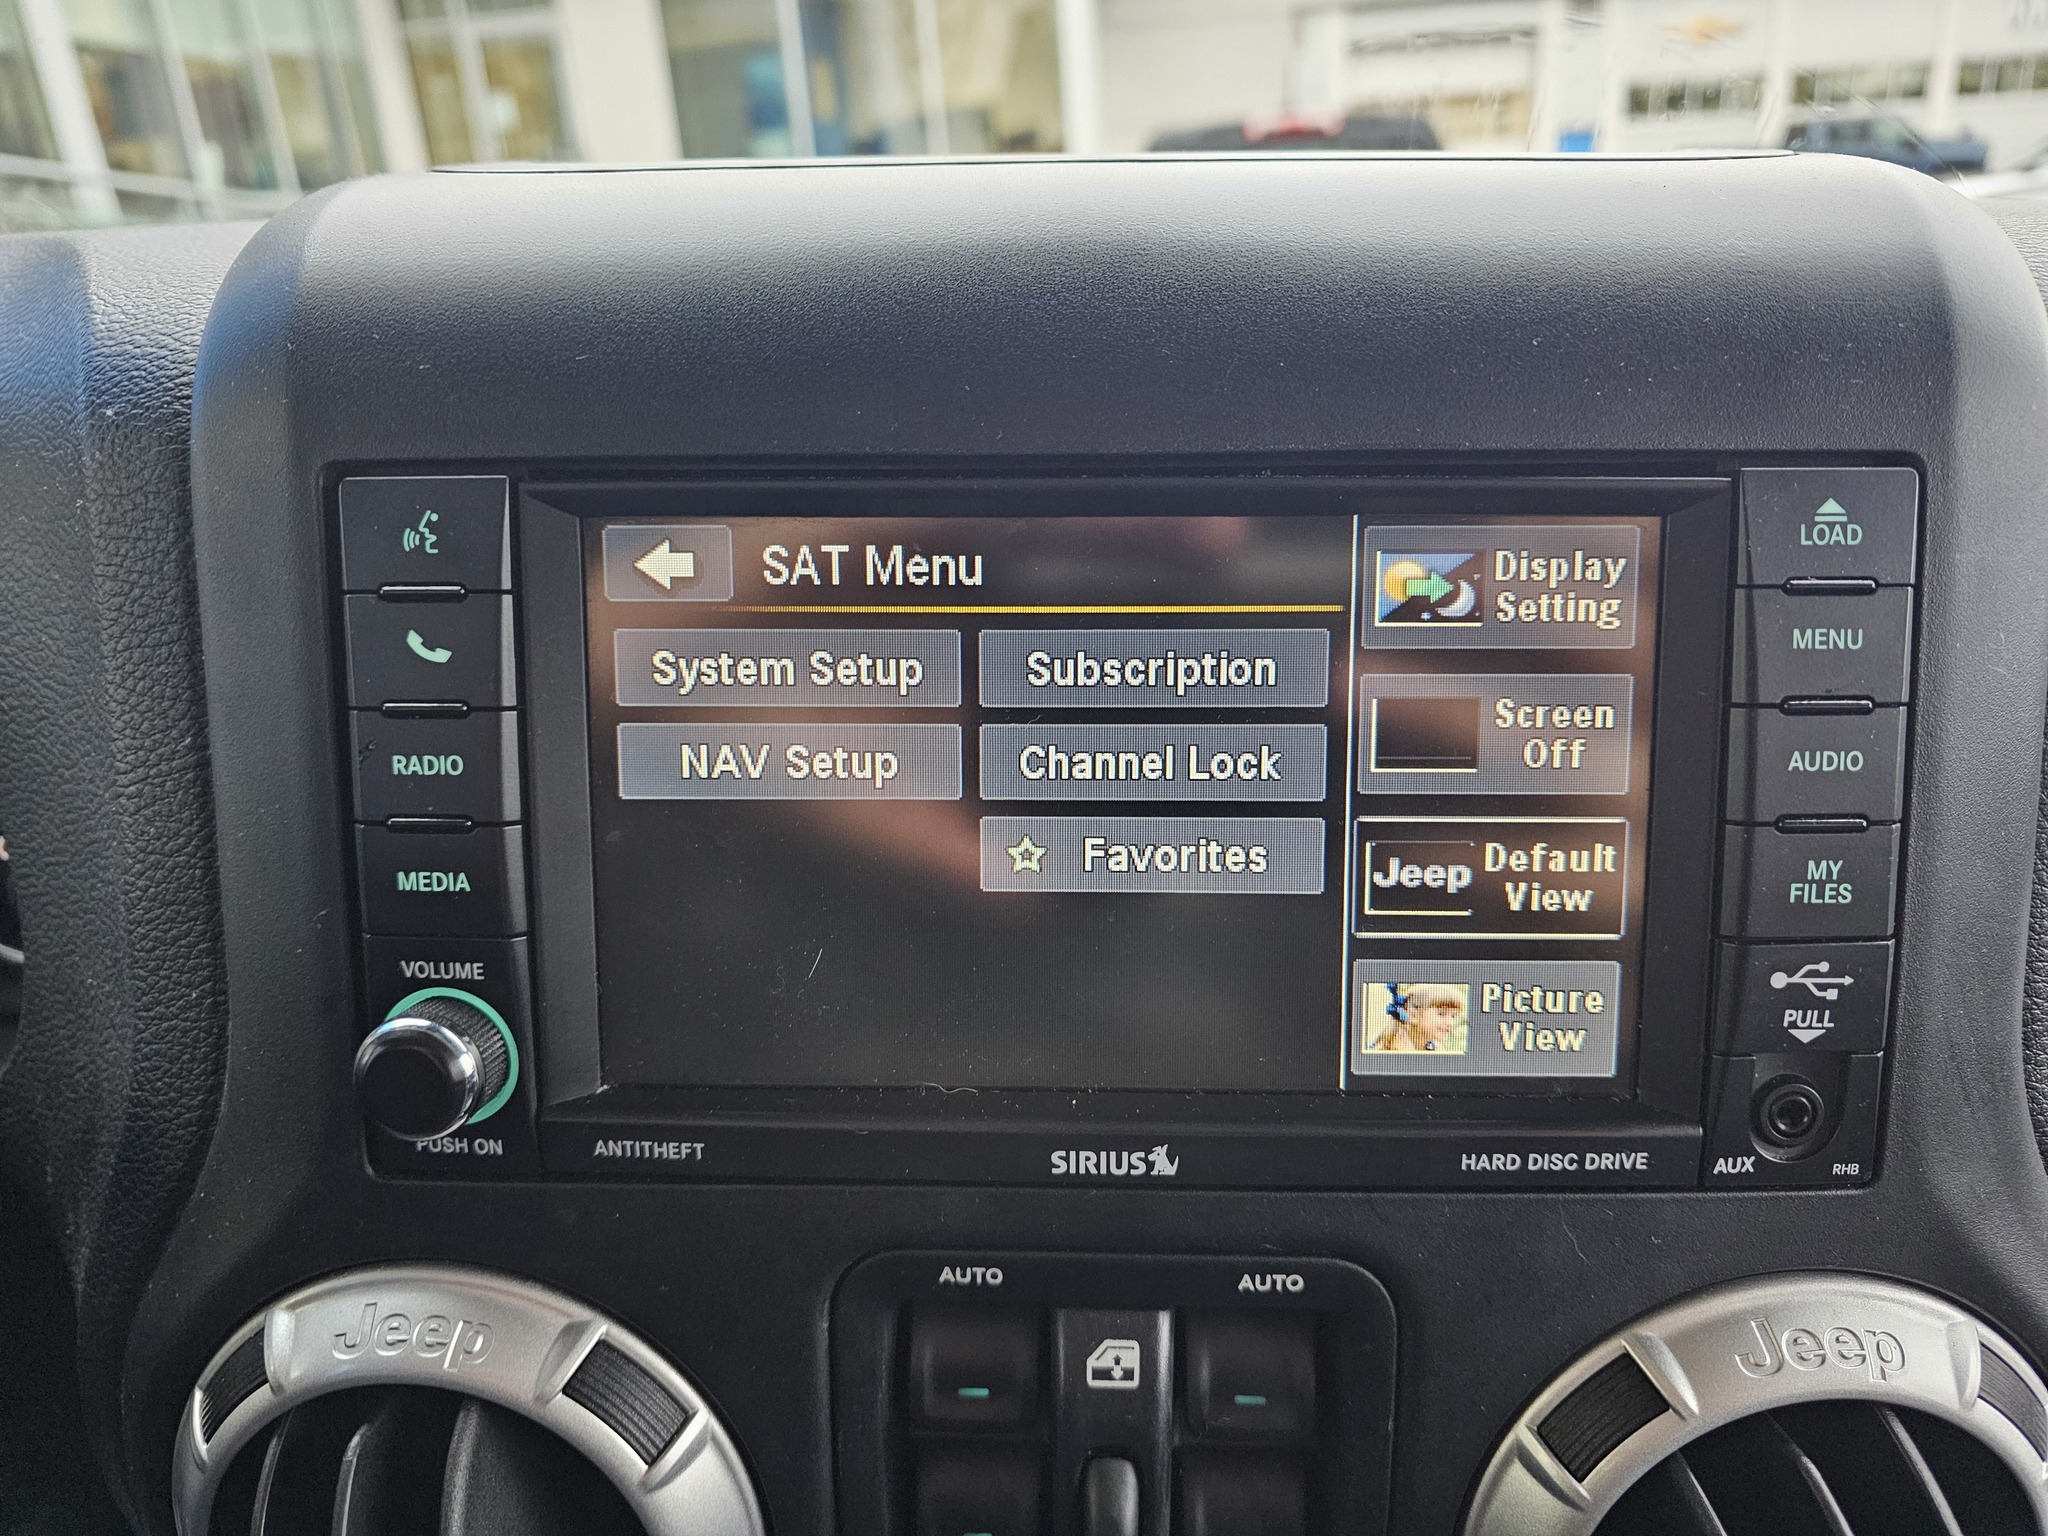 SAT Menu
System Setup
Subscription
NAV Setup
Channel Lock
Favorites
Display
Setting
Screen
Off
Jeep
Default
View
Picture
View
RADIO
MEDIA
VOLUME
PUSH ON
LOAD
MENU
AUDIO
MY
FILES
PULL
AUX
RHB
ANTITHEFT
SIRIUS
HARD DISC DRIVE
AUTO
AUTO
Jeep
Jeep